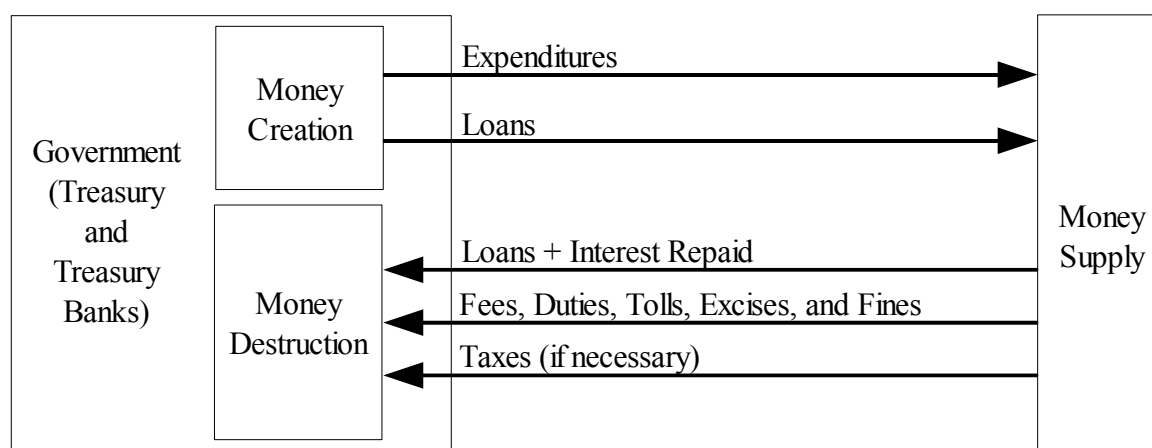 Government
(Treasury
and
Treasury
Banks)
Money
Creation
Expenditures
Loans
Money
Destruction
Loans + Interest Repaid
Fees, Duties, Tolls, Excises, and Fines
Taxes (if necessary)
Money
Supply